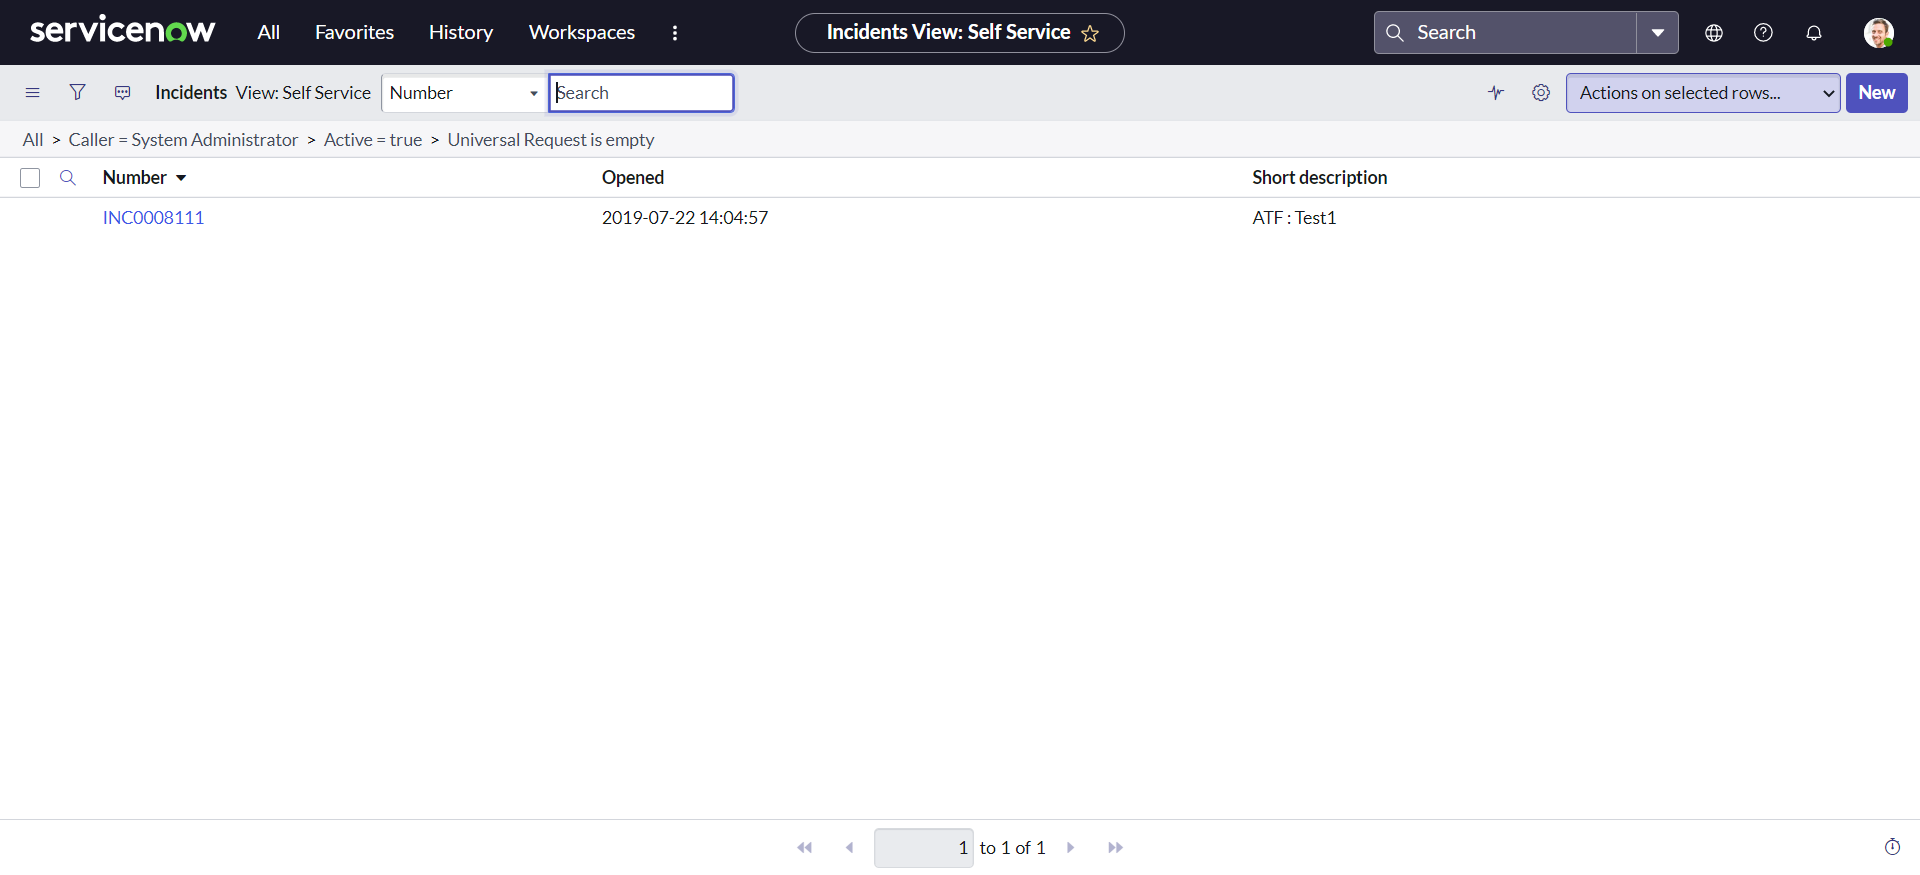 servicenow All Favorites History Workspaces Incidents View: Self Service Search
Incidents View: Self Service Number Search Actions on selected rows... New
All > Caller = System Administrator > Active = true > Universal Request is empty
Number Opened Short description
INC0008111 2019-07-22 14:04:57 ATF : Test1
1 to 1 of 1